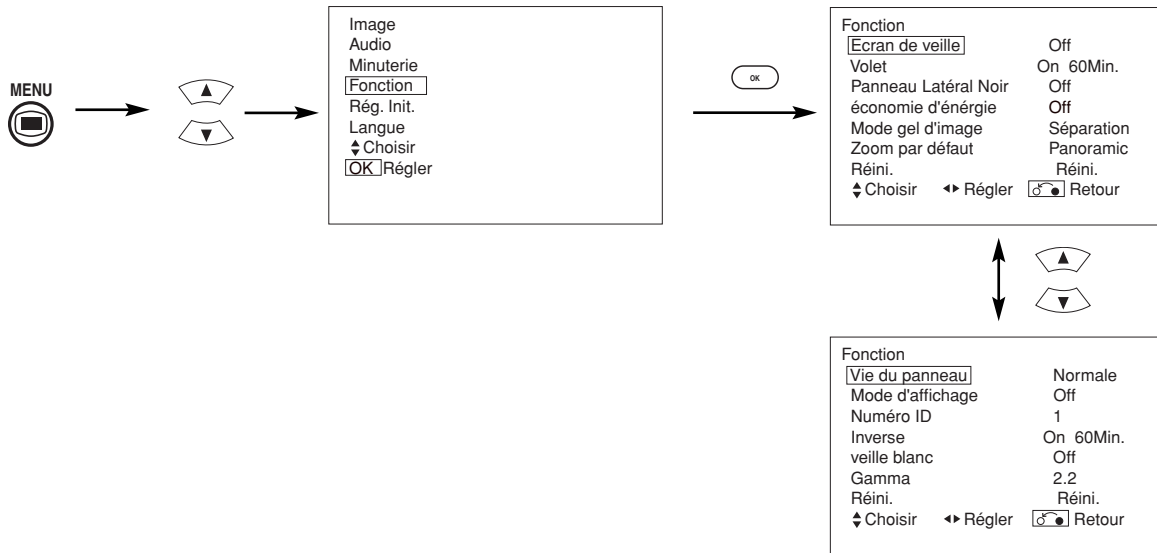 MENU
Image
Audio
Minuterie
Fonction
Rég. Init.
Langue
Choisir
OK Régler
OK
Fonction
Ecran de veille Off
Volet On 60Min.
Panneau Latéral Noir Off
économie d'énérgie Off
Mode gel d'image Séparation
Zoom par défaut Panoramic
Réini. Réini.
Choisir Régler Retour
Fonction
Vie du panneau Normale
Mode d'affichage Off
Numéro ID 1
Inverse On 60Min.
veille blanc Off
Gamma 2.2
Réini. Réini.
Choisir Régler Retour